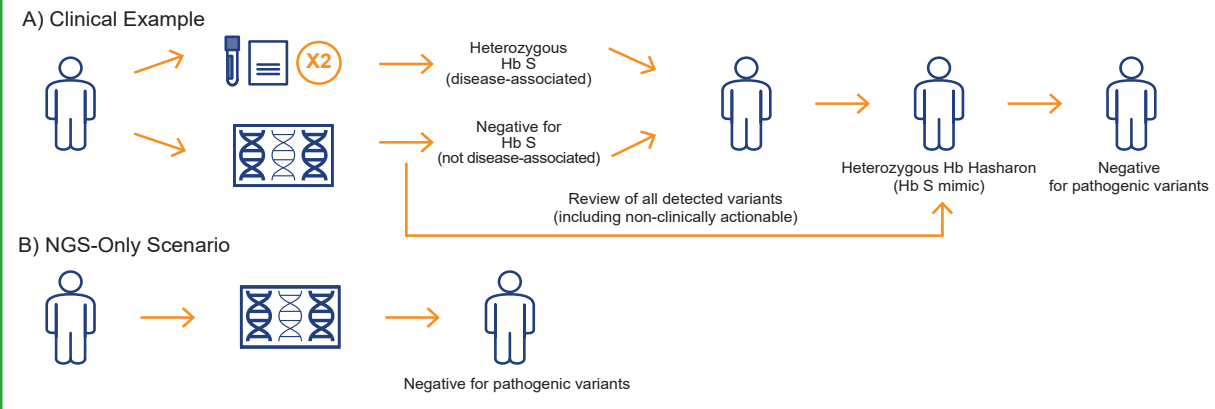 A) Clinical Example
X2
Heterozygous
Hb S
(disease-associated)
Negative for
Hb S
(not disease-associated)
Review of all detected variants
(including non-clinically actionable)
Heterozygous Hb Hasharon
(Hb S mimic)
Negative
for pathogenic variants
B) NGS-Only Scenario
Negative for pathogenic variants